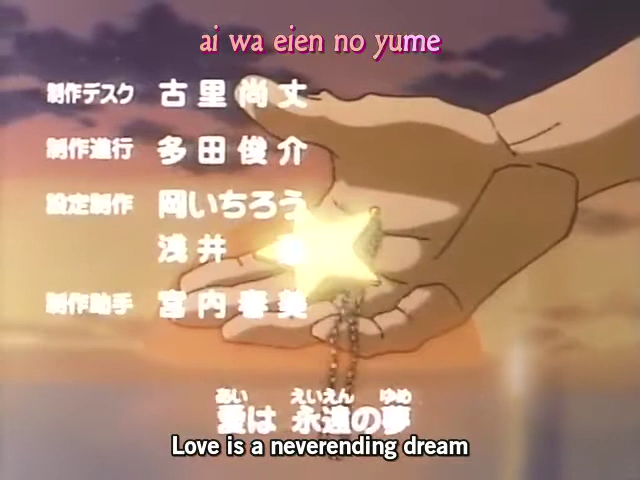 ai wa eien no yume
制作デスク 古里尚丈
制作進行 多田俊介
設定制作 岡いちろう
浅井
制作助手 宮内春美
あい えいえん ゆめ
愛は 永遠の夢
Love is a neverending dream